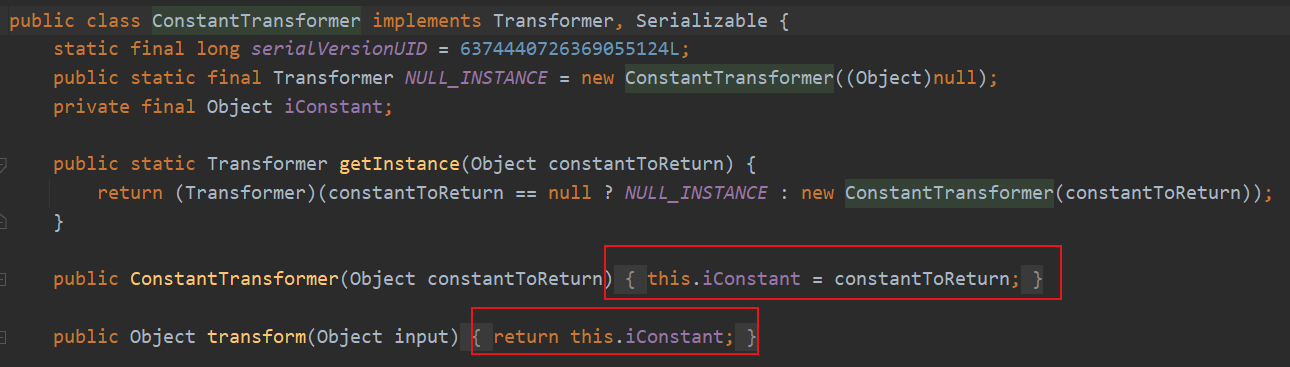 public class ConstantTransformer implements Transformer, Serializable {
static final long serialVersionUID = 6374440726369055124L;
public static final Transformer NULL_INSTANCE = new ConstantTransformer((Object)null);
private final Object iConstant;
public static Transformer getInstance(Object constantToReturn) {
return (Transformer)(constantToReturn == null ? NULL_INSTANCE : new ConstantTransformer(constantToReturn));
}
public ConstantTransformer(Object constantToReturn) { this.iConstant = constantToReturn; }
public Object transform(Object input) { return this.iConstant; }